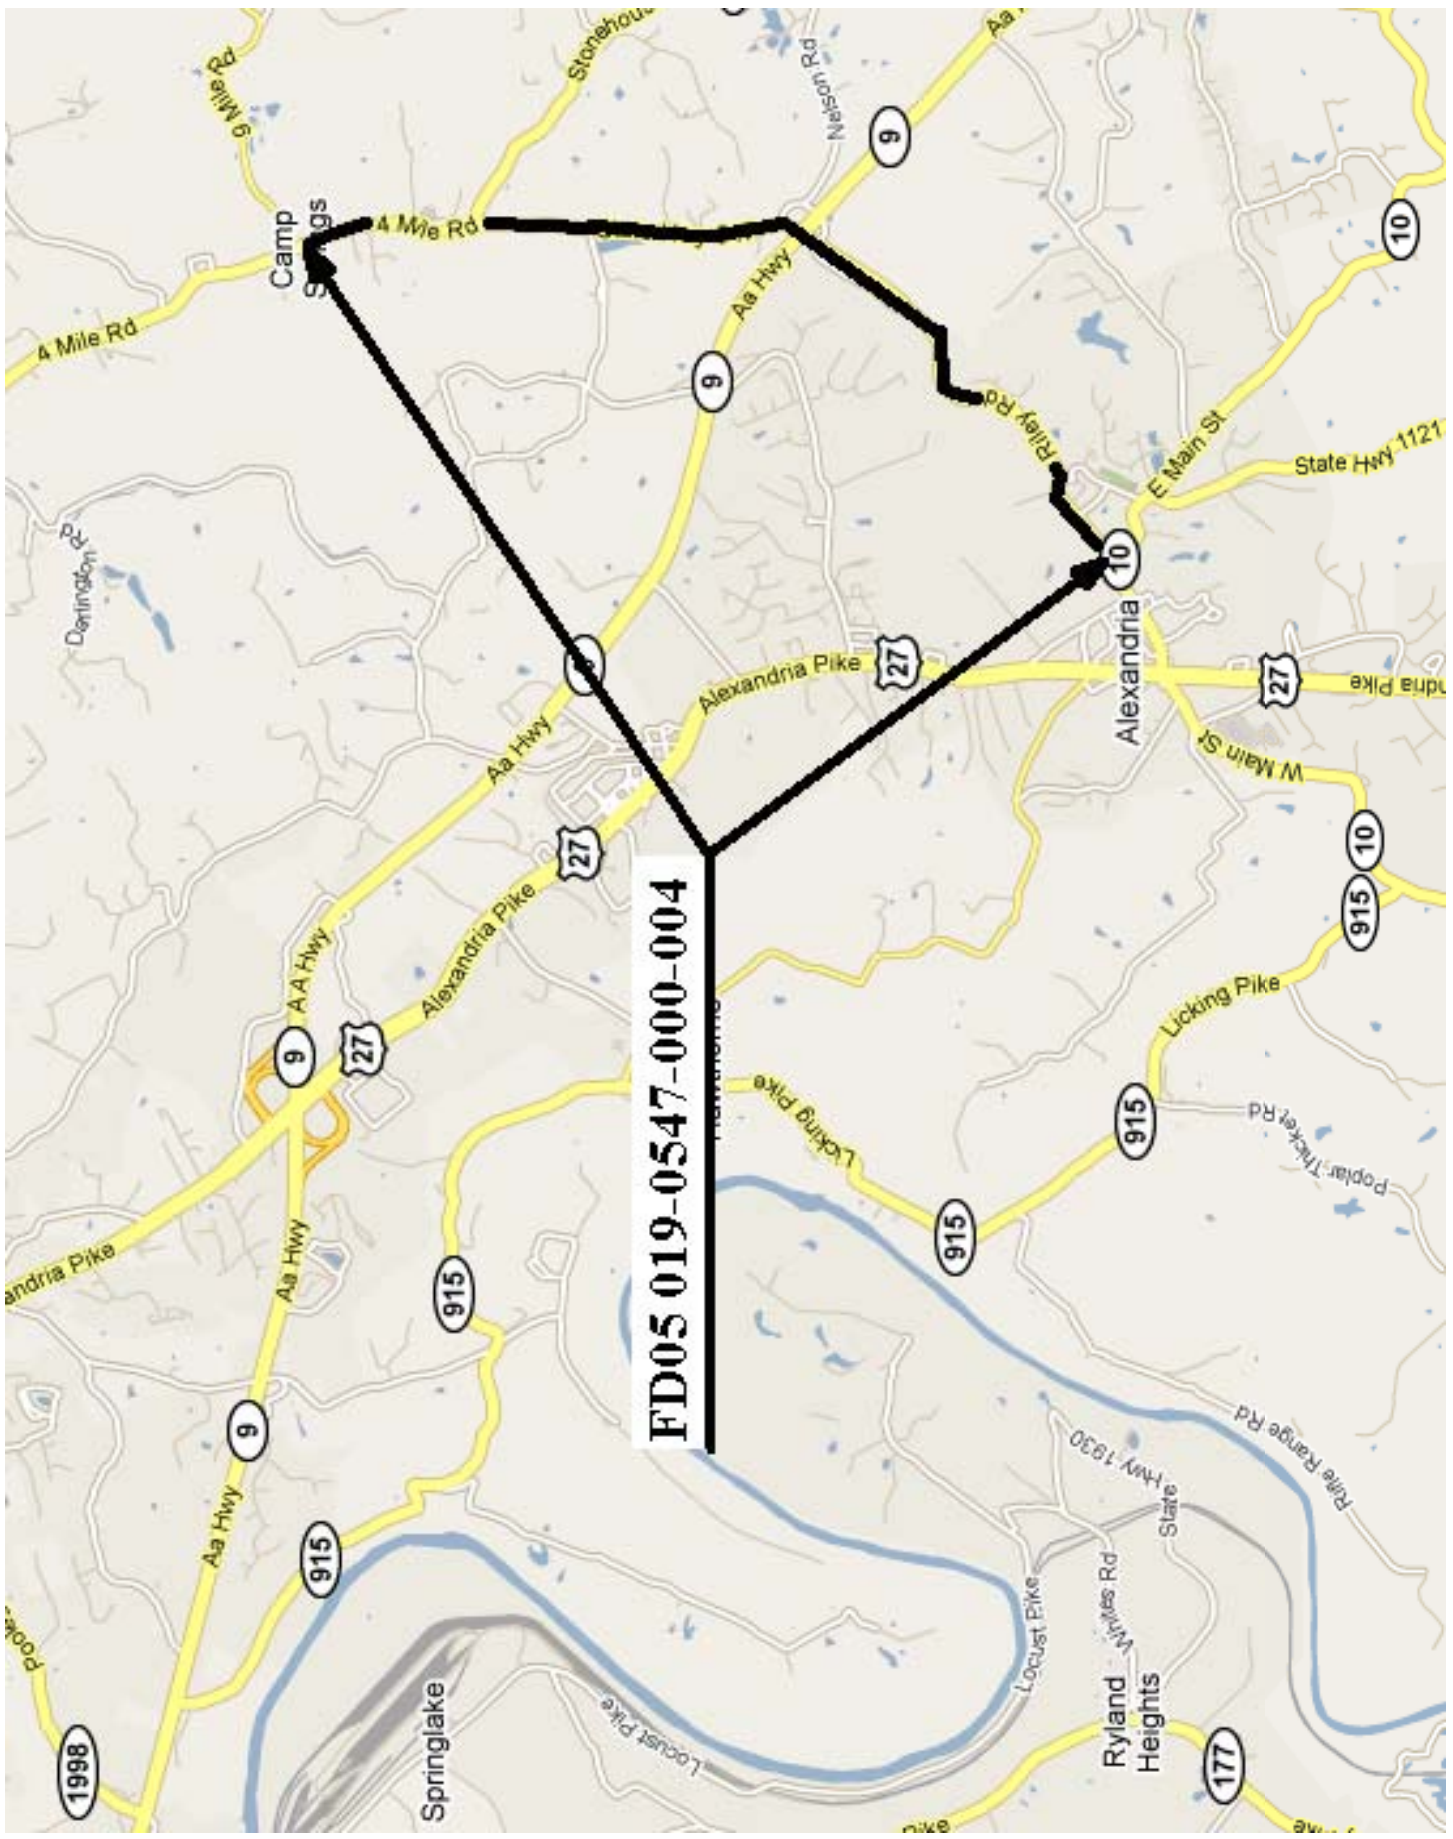 FD05 019-0547-000-004
Camp
4 Mile Rd
9 Mile Rd
4 Mile Rd
Nelson Rd
Aa Hwy
9
9
9
Aa Hwy
A A Hwy
9
Aa Hwy
9
Aa Hwy
Darlington Rd
Riley Rd
10
E Main St
10
State Hwy 1121
Alexandria
Alexandria Pike
27
27
W Main St
10
915
Licking Pike
915
Poplar Thicket Rd
27
Alexandria Pike
27
Licking Pike
915
915
915
1998
Springlake
Locust Pike
Locust Pike
Whites Rd
State Hwy 1930
Rifle Range Rd
Ryland
Heights
177
Pike